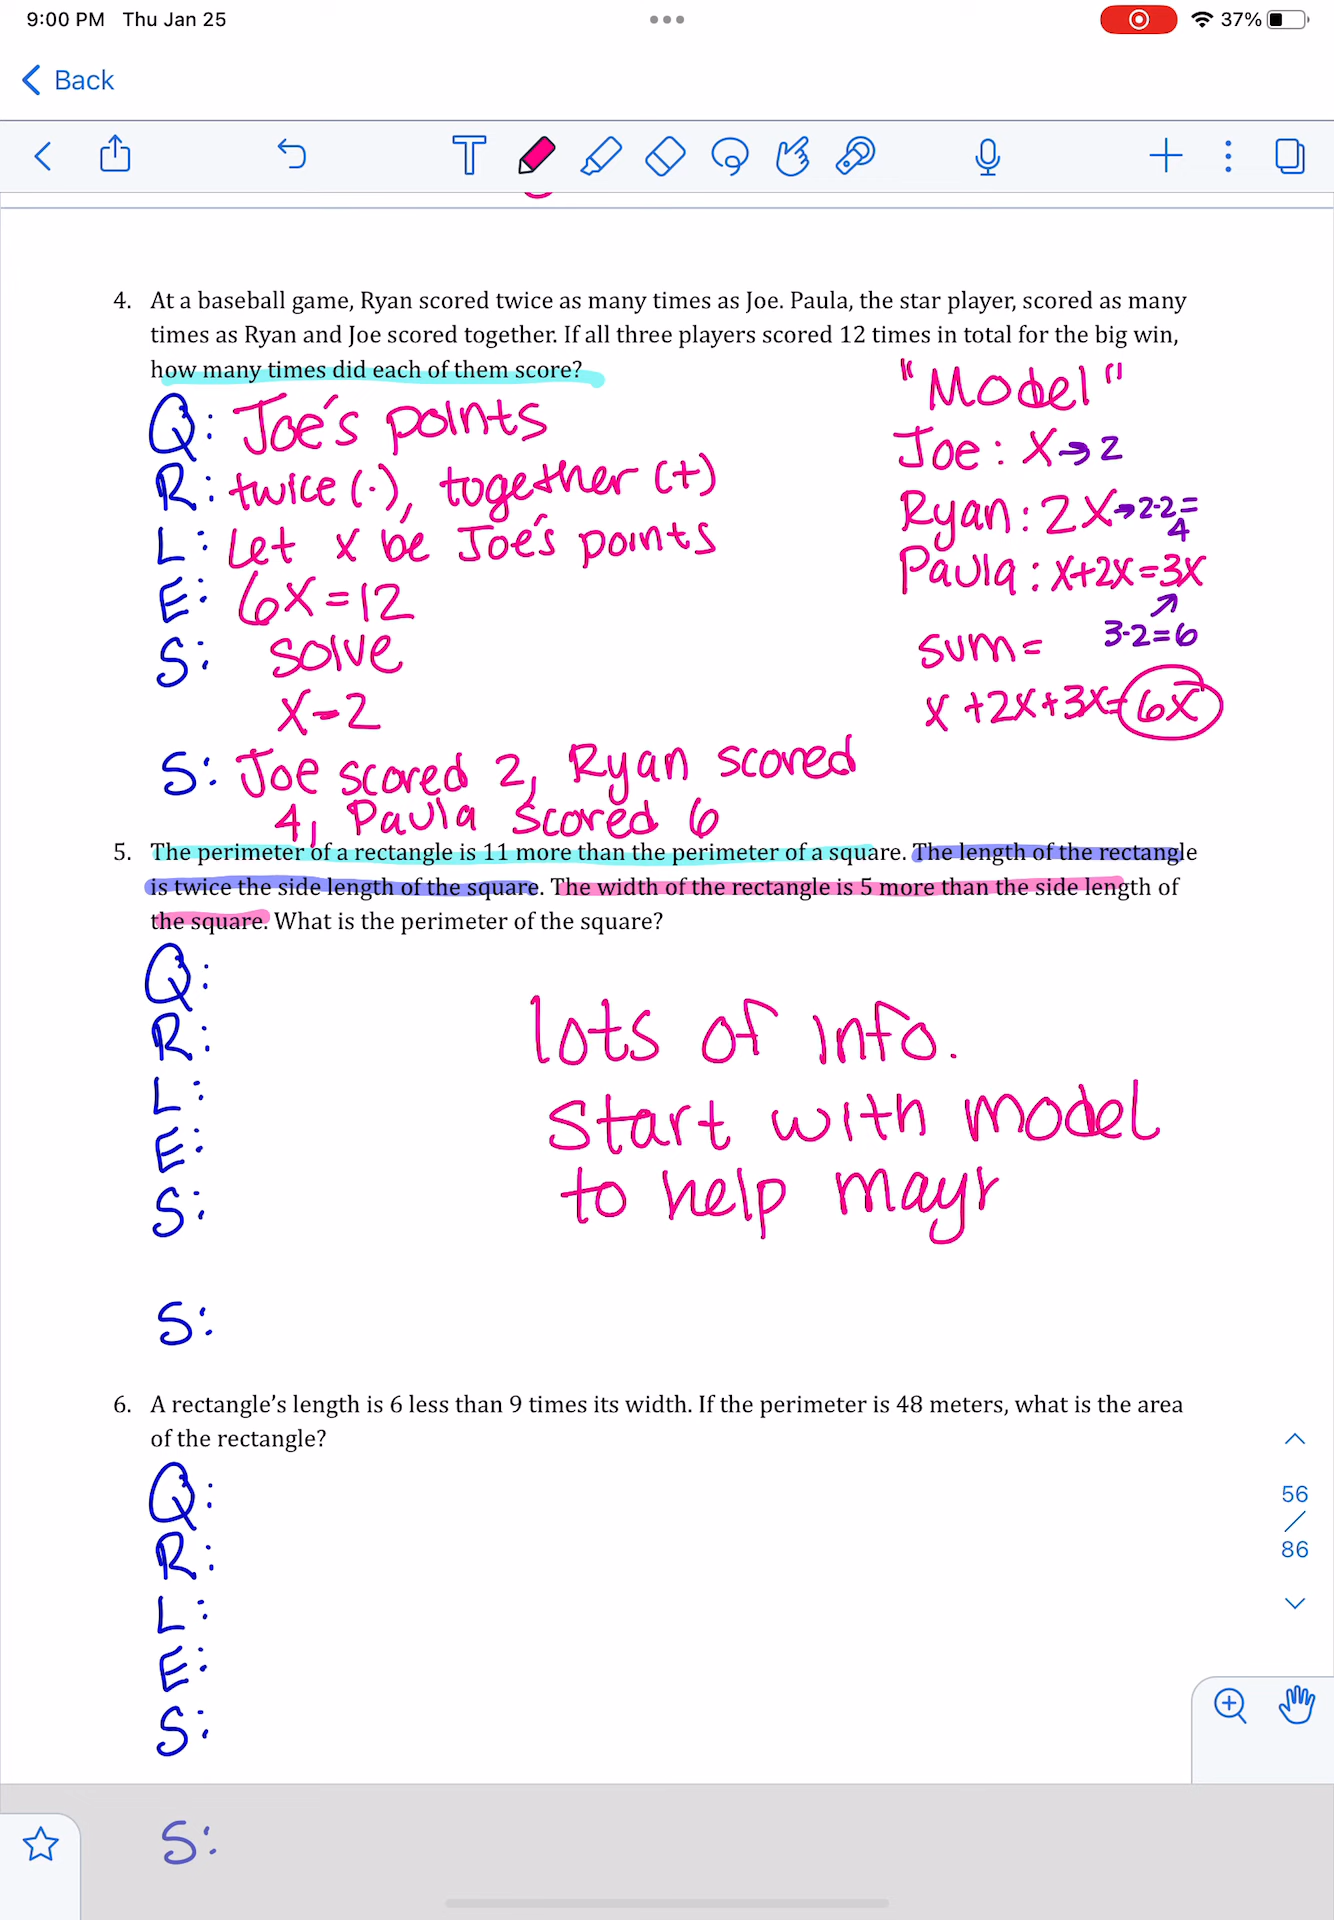 9:00 PM Thu Jan 25
37%
Back
4. At a baseball game, Ryan scored twice as many times as Joe. Paula, the star player, scored as many
times as Ryan and Joe scored together. If all three players scored 12 times in total for the big win,
how many times did each of them score?
"Model"
Q: Joe's points
Joe: x→2
R: twice (·), together (+)
Ryan: 2x→2·2=
4
L: Let x be Joe's points
Paula: x+2x=3x
E: 6x=12
3·2=6
S: solve
sum=
x=2
x+2x+3x=6x
S: Joe scored 2, Ryan scored
4, Paula scored 6
5. The perimeter of a rectangle is 11 more than the perimeter of a square. The length of the rectangle
is twice the side length of the square. The width of the rectangle is 5 more than the side length of
the square. What is the perimeter of the square?
Q:
R:
L:
E:
S:
S:
lots of info.
Start with model
to help mayr
6. A rectangle's length is 6 less than 9 times its width. If the perimeter is 48 meters, what is the area
of the rectangle?
Q:
R:
L:
E:
S:
S:
56
/
86